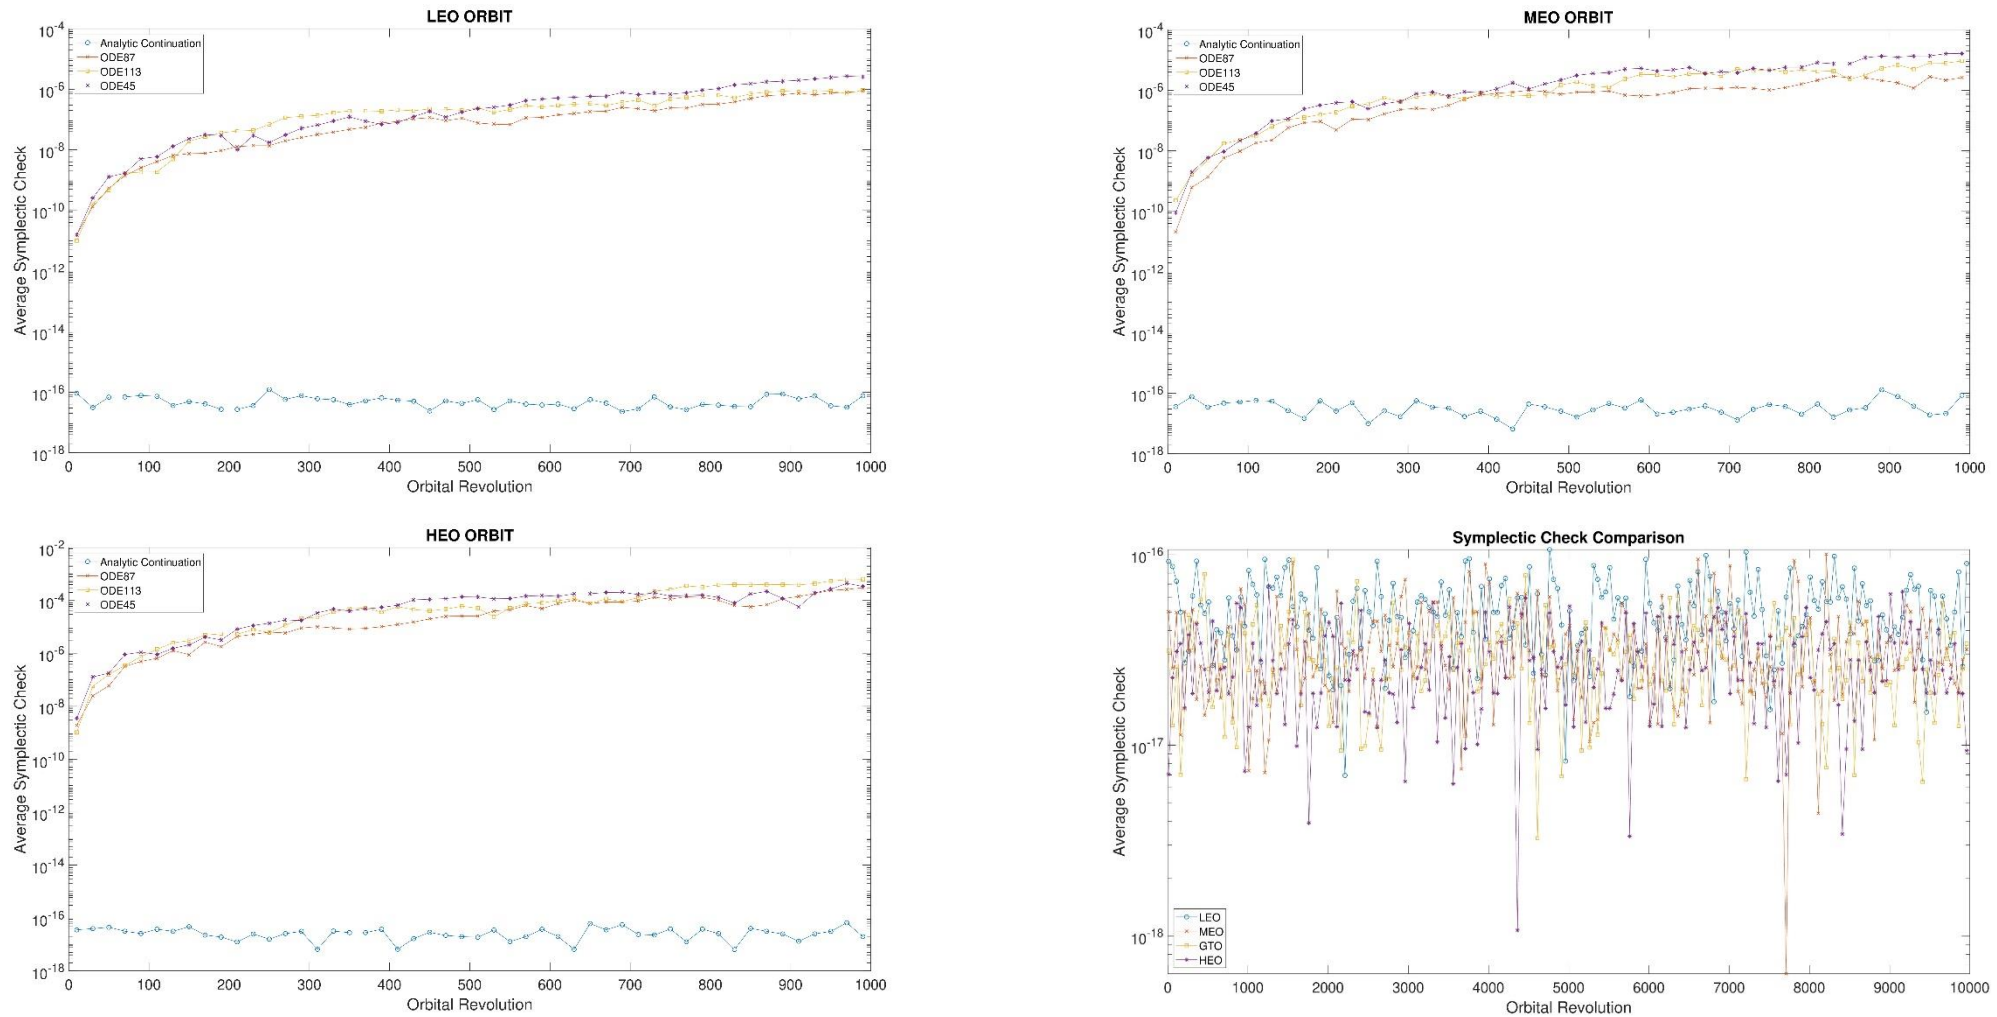 LEO ORBIT
10^-4
10^-6
10^-8
10^-10
10^-12
10^-14
10^-16
10^-18
Average Symplectic Check
Analytic Continuation
ODE87
ODE113
ODE45
0 100 200 300 400 500 600 700 800 900 1000
Orbital Revolution
MEO ORBIT
10^-4
10^-6
10^-8
10^-10
10^-12
10^-14
10^-16
10^-18
Average Symplectic Check
Analytic Continuation
ODE87
ODE113
ODE45
0 100 200 300 400 500 600 700 800 900 1000
Orbital Revolution
HEO ORBIT
10^-2
10^-4
10^-6
10^-8
10^-10
10^-12
10^-14
10^-16
10^-18
Average Symplectic Check
Analytic Continuation
ODE87
ODE113
ODE45
0 100 200 300 400 500 600 700 800 900 1000
Orbital Revolution
Symplectic Check Comparison
10^-16
10^-17
10^-18
Average Symplectic Check
LEO
MEO
GTO
HEO
0 1000 2000 3000 4000 5000 6000 7000 8000 9000 10000
Orbital Revolution